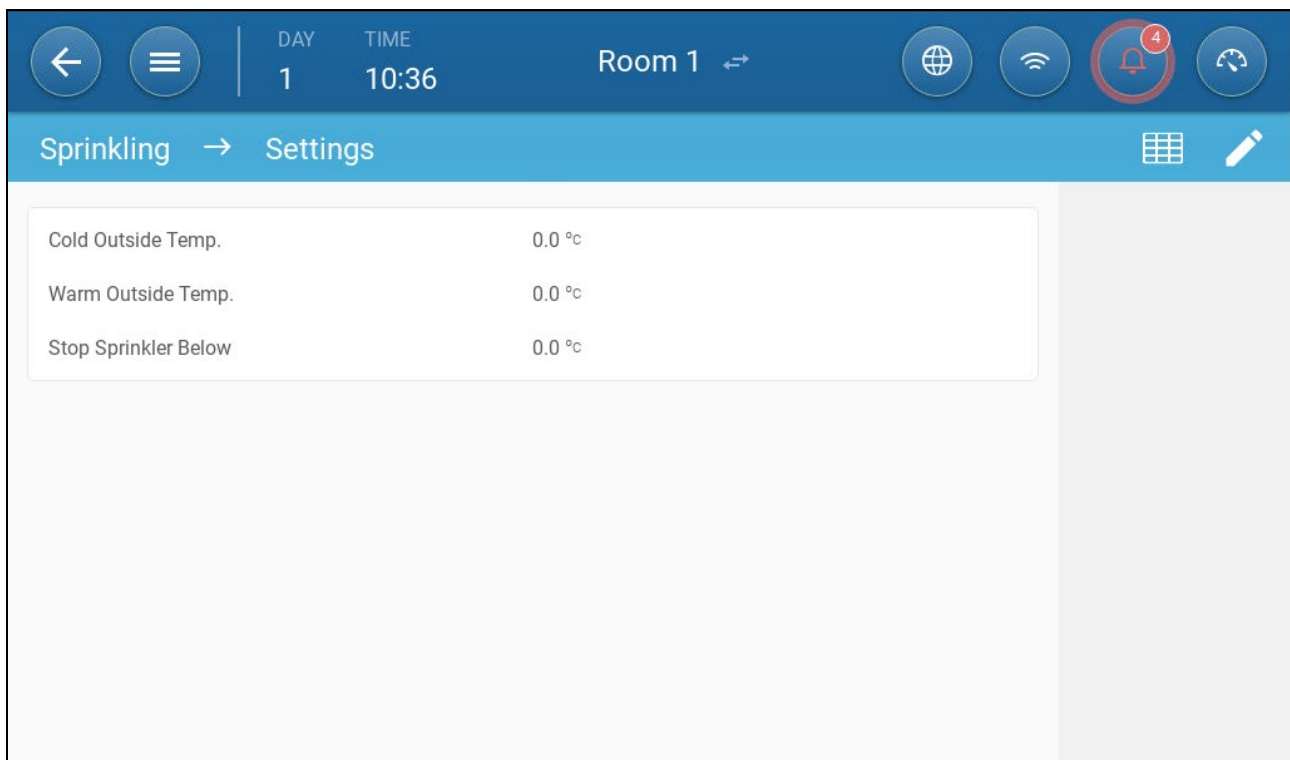 DAY TIME
1 10:36
Room 1
4
Sprinkling → Settings
Cold Outside Temp. 0.0 °c
Warm Outside Temp. 0.0 °c
Stop Sprinkler Below 0.0 °c